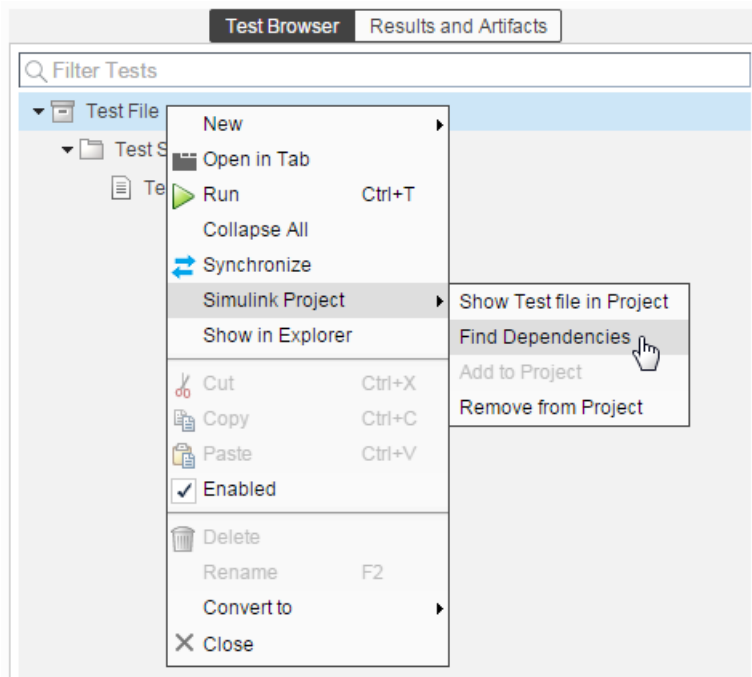 Test Browser Results and Artifacts
Filter Tests
Test File
New
Test S
Open in Tab
Te
Run Ctrl+T
Collapse All
Synchronize
Simulink Project
Show Test file in Project
Show in Explorer
Find Dependencies
Add to Project
Cut Ctrl+X
Remove from Project
Copy Ctrl+C
Paste Ctrl+V
Enabled
Delete
Rename F2
Convert to
Close